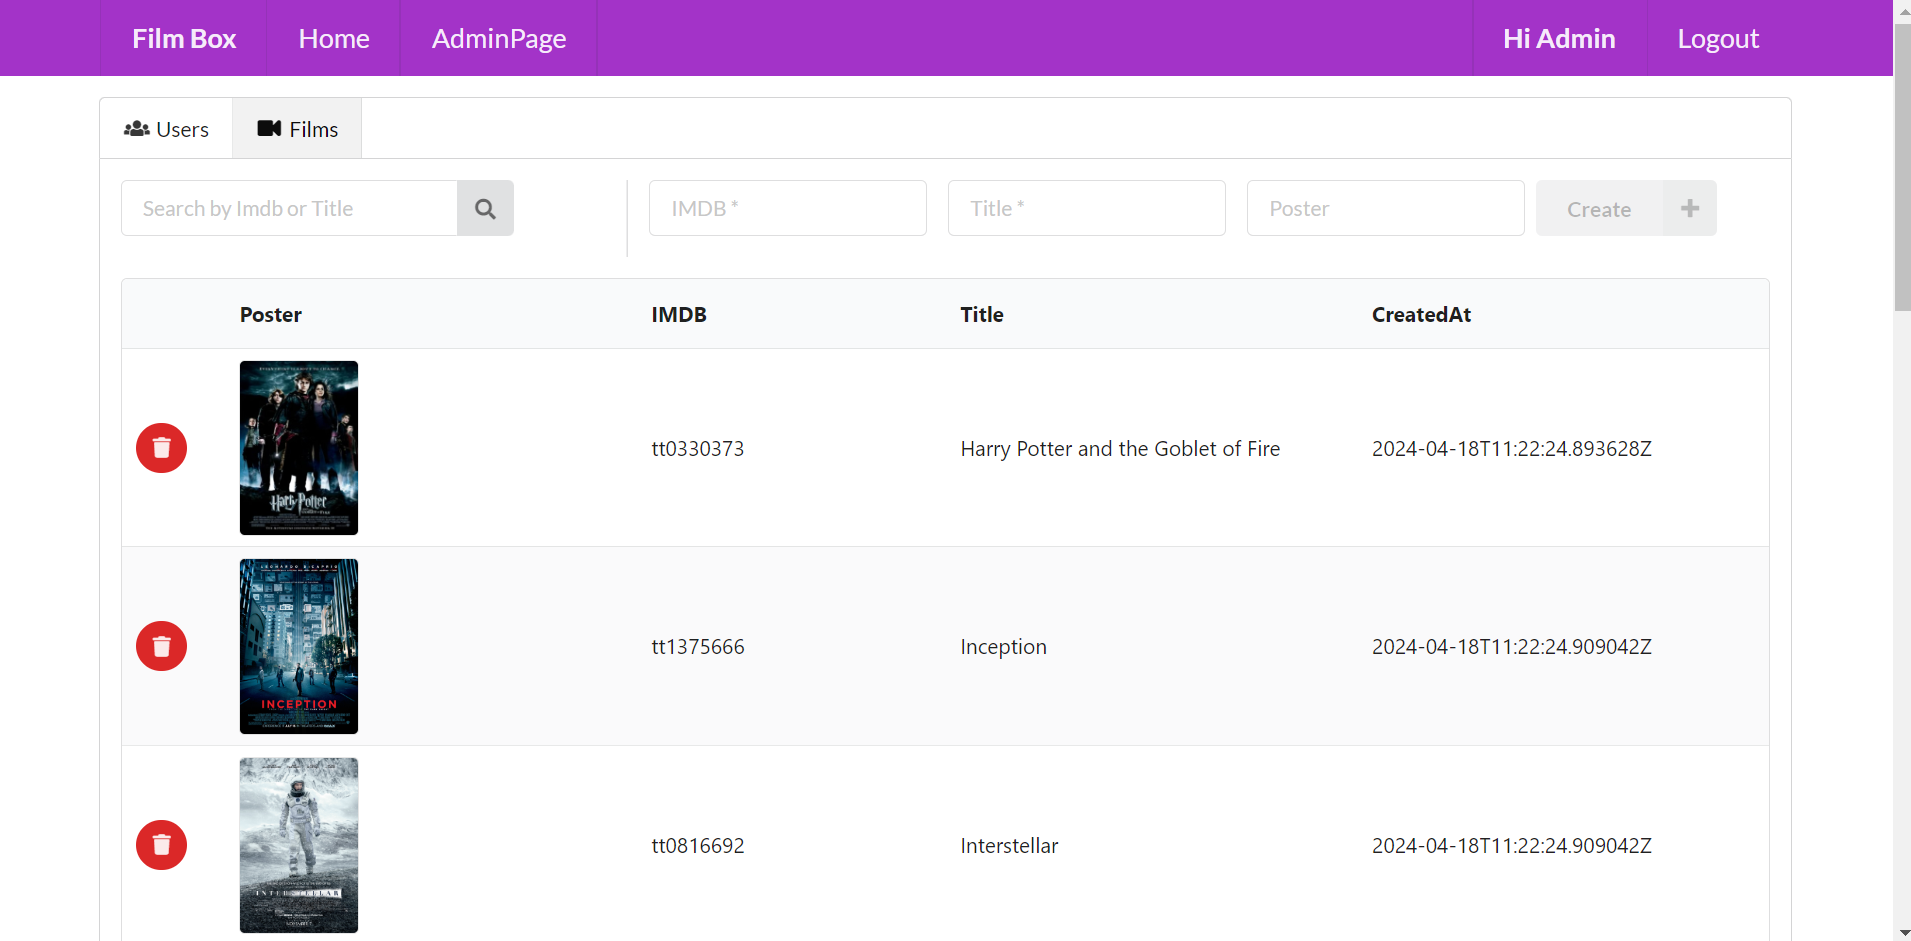 Film Box Home AdminPage Hi Admin Logout
Users Films
Search by Imdb or Title IMDB * Title * Poster Create
Poster IMDB Title CreatedAt
Harry Potter
tt0330373 Harry Potter and the Goblet of Fire 2024-04-18T11:22:24.893628Z
LEONARDO DICAPRIO
tt1375666 Inception 2024-04-18T11:22:24.909042Z
INCEPTION
tt0816692 Interstellar 2024-04-18T11:22:24.909042Z
INTERSTELLAR